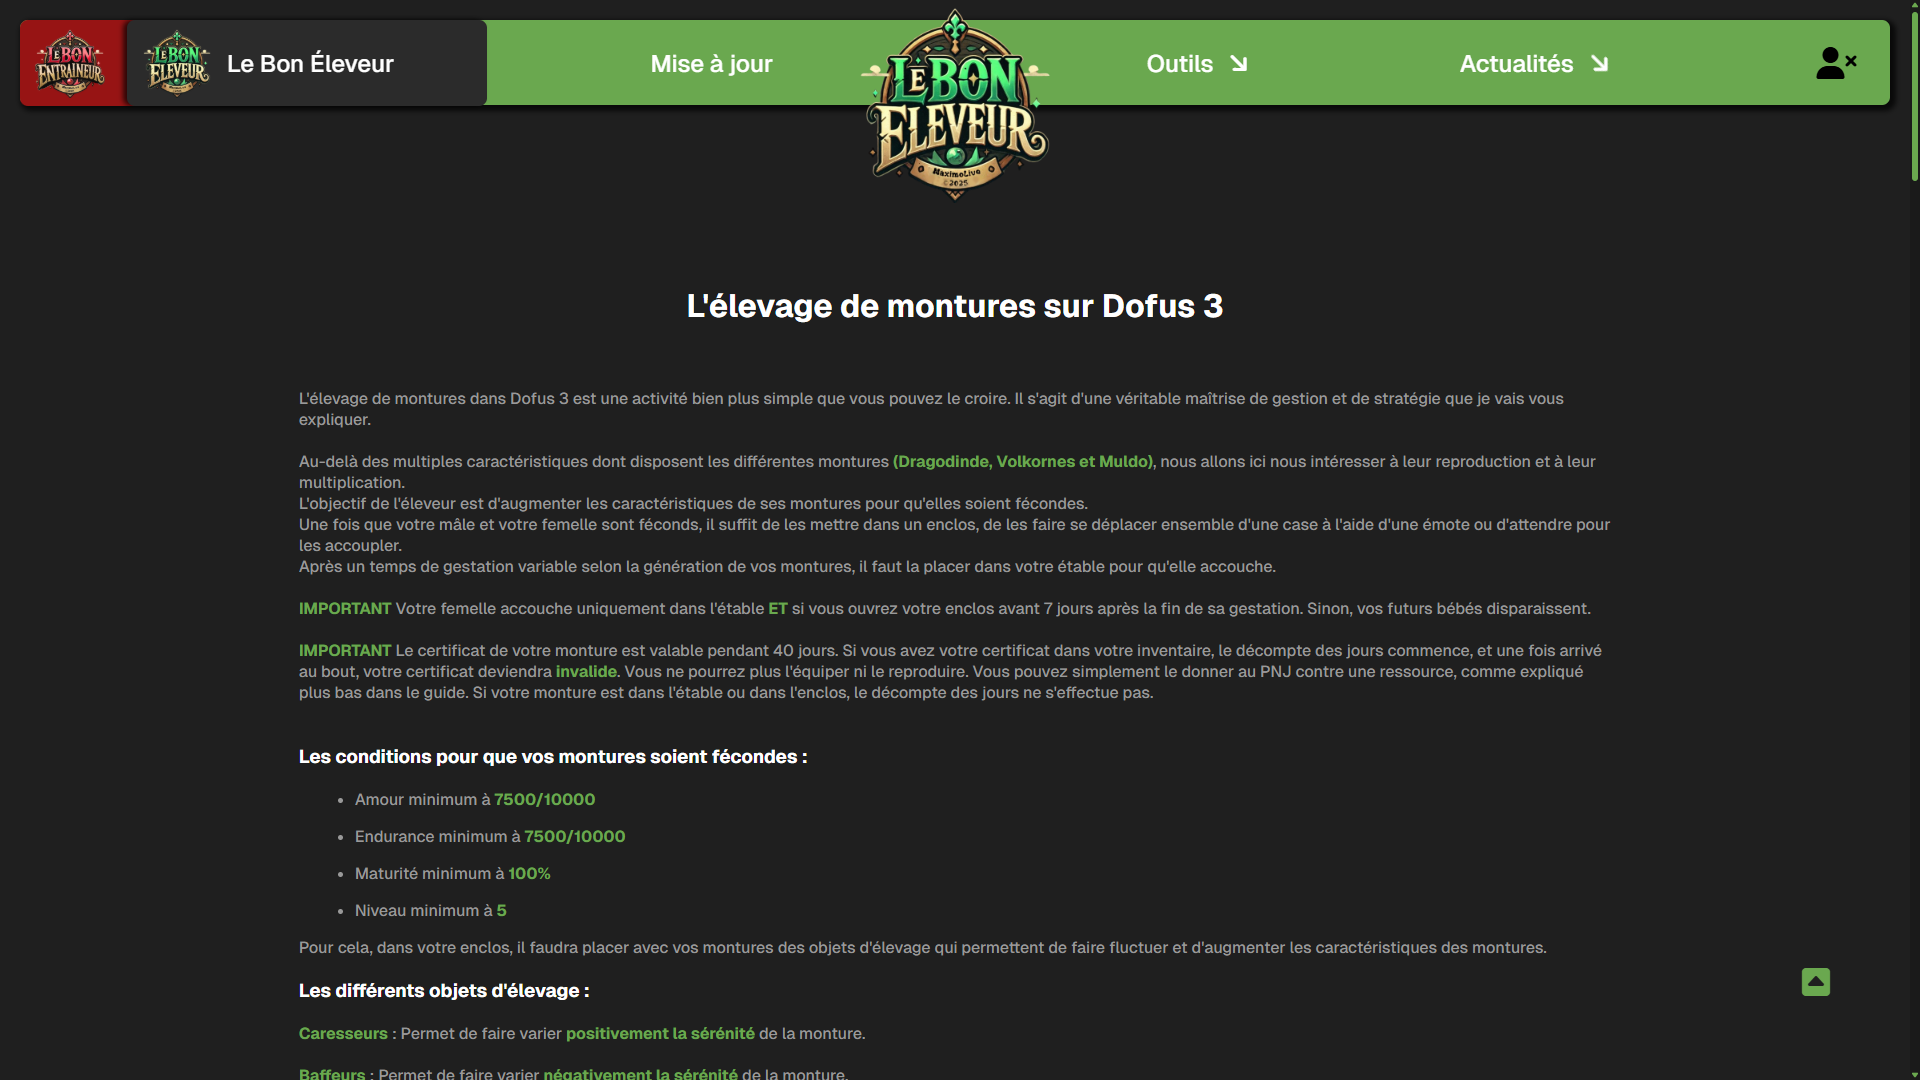 LE BON ENTRAINEUR
LE BON ELEVEUR
Le Bon Éleveur
Mise à jour
LE BON
ELEVEUR
MaximoLive
©2025
Outils
Actualités
L'élevage de montures sur Dofus 3
L'élevage de montures dans Dofus 3 est une activité bien plus simple que vous pouvez le croire. Il s'agit d'une véritable maîtrise de gestion et de stratégie que je vais vous
expliquer.
Au-delà des multiples caractéristiques dont disposent les différentes montures (Dragodinde, Volkornes et Muldo), nous allons ici nous intéresser à leur reproduction et à leur
multiplication.
L'objectif de l'éleveur est d'augmenter les caractéristiques de ses montures pour qu'elles soient fécondes.
Une fois que votre mâle et votre femelle sont féconds, il suffit de les mettre dans un enclos, de les faire se déplacer ensemble d'une case à l'aide d'une émote ou d'attendre pour
les accoupler.
Après un temps de gestation variable selon la génération de vos montures, il faut la placer dans votre étable pour qu'elle accouche.
IMPORTANT Votre femelle accouche uniquement dans l'étable ET si vous ouvrez votre enclos avant 7 jours après la fin de sa gestation. Sinon, vos futurs bébés disparaissent.
IMPORTANT Le certificat de votre monture est valable pendant 40 jours. Si vous avez votre certificat dans votre inventaire, le décompte des jours commence, et une fois arrivé
au bout, votre certificat deviendra invalide. Vous ne pourrez plus l'équiper ni le reproduire. Vous pouvez simplement le donner au PNJ contre une ressource, comme expliqué
plus bas dans le guide. Si votre monture est dans l'étable ou dans l'enclos, le décompte des jours ne s'effectue pas.
Les conditions pour que vos montures soient fécondes :
• Amour minimum à 7500/10000
• Endurance minimum à 7500/10000
• Maturité minimum à 100%
• Niveau minimum à 5
Pour cela, dans votre enclos, il faudra placer avec vos montures des objets d'élevage qui permettent de faire fluctuer et d'augmenter les caractéristiques des montures.
Les différents objets d'élevage :
Caresseurs : Permet de faire varier positivement la sérénité de la monture.
Baffeurs : Permet de faire varier négativement la sérénité de la monture.